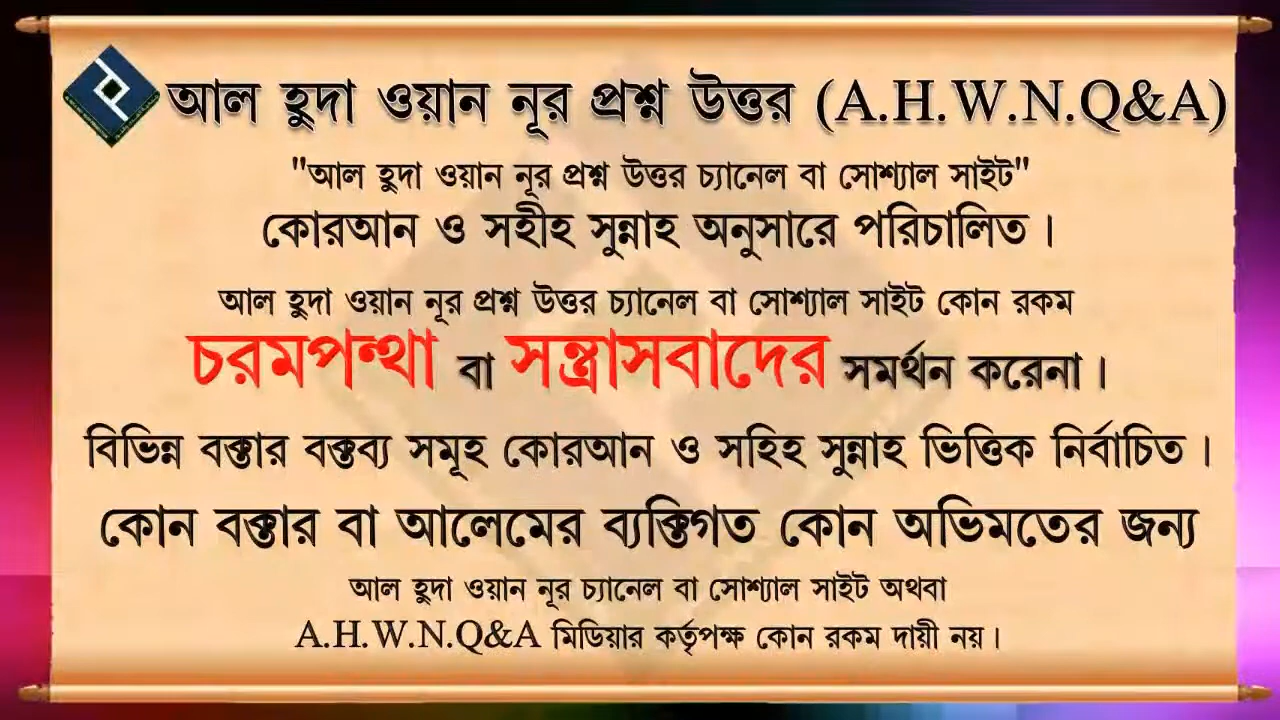 আল হুদা ওয়ান নূর প্রশ্ন উত্তর (A.H.W.N.Q&A)
"আল হুদা ওয়ান নূর প্রশ্ন উত্তর চ্যানেল বা সোশ্যাল সাইট"
কোরআন ও সহীহ সুন্নাহ অনুসারে পরিচালিত।
আল হুদা ওয়ান নূর প্রশ্ন উত্তর চ্যানেল বা সোশ্যাল সাইট কোন রকম
চরমপন্থা বা সন্ত্রাসবাদের সমর্থন করেনা।
বিভিন্ন বক্তার বক্তব্য সমূহ কোরআন ও সহিহ সুন্নাহ ভিত্তিক নির্বাচিত।
কোন বক্তার বা আলেমের ব্যক্তিগত কোন অভিমতের জন্য
আল হুদা ওয়ান নূর চ্যানেল বা সোশ্যাল সাইট অথবা
A.H.W.N.Q&A মিডিয়ার কর্তৃপক্ষ কোন রকম দায়ী নয়।